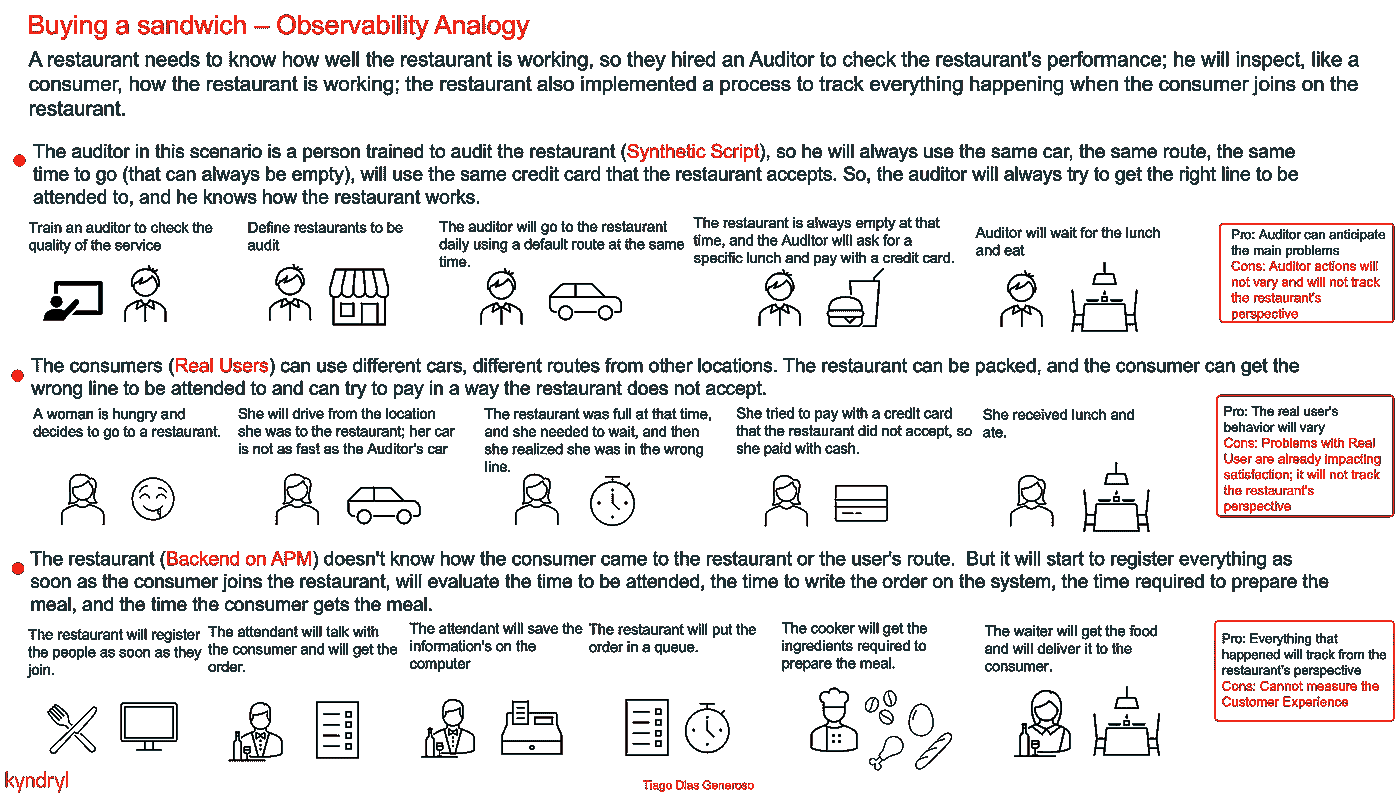 Buying a sandwich – Observability Analogy
A restaurant needs to know how well the restaurant is working, so they hired an Auditor to check the restaurant's performance; he will inspect, like a
consumer, how the restaurant is working; the restaurant also implemented a process to track everything happening when the consumer joins on the
restaurant.
The auditor in this scenario is a person trained to audit the restaurant (Synthetic Script), so he will always use the same car, the same route, the same
time to go (that can always be empty), will use the same credit card that the restaurant accepts. So, the auditor will always try to get the right line to be
attended to, and he knows how the restaurant works.
Train an auditor to check the
quality of the service
Define restaurants to be
audit
The auditor will go to the restaurant
daily using a default route at the same
time.
The restaurant is always empty at that
time, and the Auditor will ask for a
specific lunch and pay with a credit card.
Auditor will wait for the lunch
and eat
Pro: Auditor can anticipate
the main problems
Cons: Auditor actions will
not vary and will not track
the restaurant's
perspective
The consumers (Real Users) can use different cars, different routes from other locations. The restaurant can be packed, and the consumer can get the
wrong line to be attended to and can try to pay in a way the restaurant does not accept.
A woman is hungry and
decides to go to a restaurant.
She will drive from the location
she was to the restaurant; her car
is not as fast as the Auditor's car
The restaurant was full at that time,
and she needed to wait, and then
she realized she was in the wrong
line.
She tried to pay with a credit card
that the restaurant did not accept, so
she paid with cash.
She received lunch and
ate.
Pro: The real user's
behavior will vary
Cons: Problems with Real
User are already impacting
satisfaction; it will not track
the restaurant's
perspective
The restaurant (Backend on APM) doesn't know how the consumer came to the restaurant or the user's route. But it will start to register everything as
soon as the consumer joins the restaurant, will evaluate the time to be attended, the time to write the order on the system, the time required to prepare the
meal, and the time the consumer gets the meal.
The restaurant will register
the people as soon as they
join.
The attendant will talk with
the consumer and will get the
order.
The attendant will save the
information's on the
computer
The restaurant will put the
order in a queue.
The cooker will get the
ingredients required to
prepare the meal.
The waiter will get the food
and will deliver it to the
consumer.
Pro: Everything that
happened will track from the
restaurant's perspective
Cons: Cannot measure the
Customer Experience
kyndryl
Tiago Dias Generoso